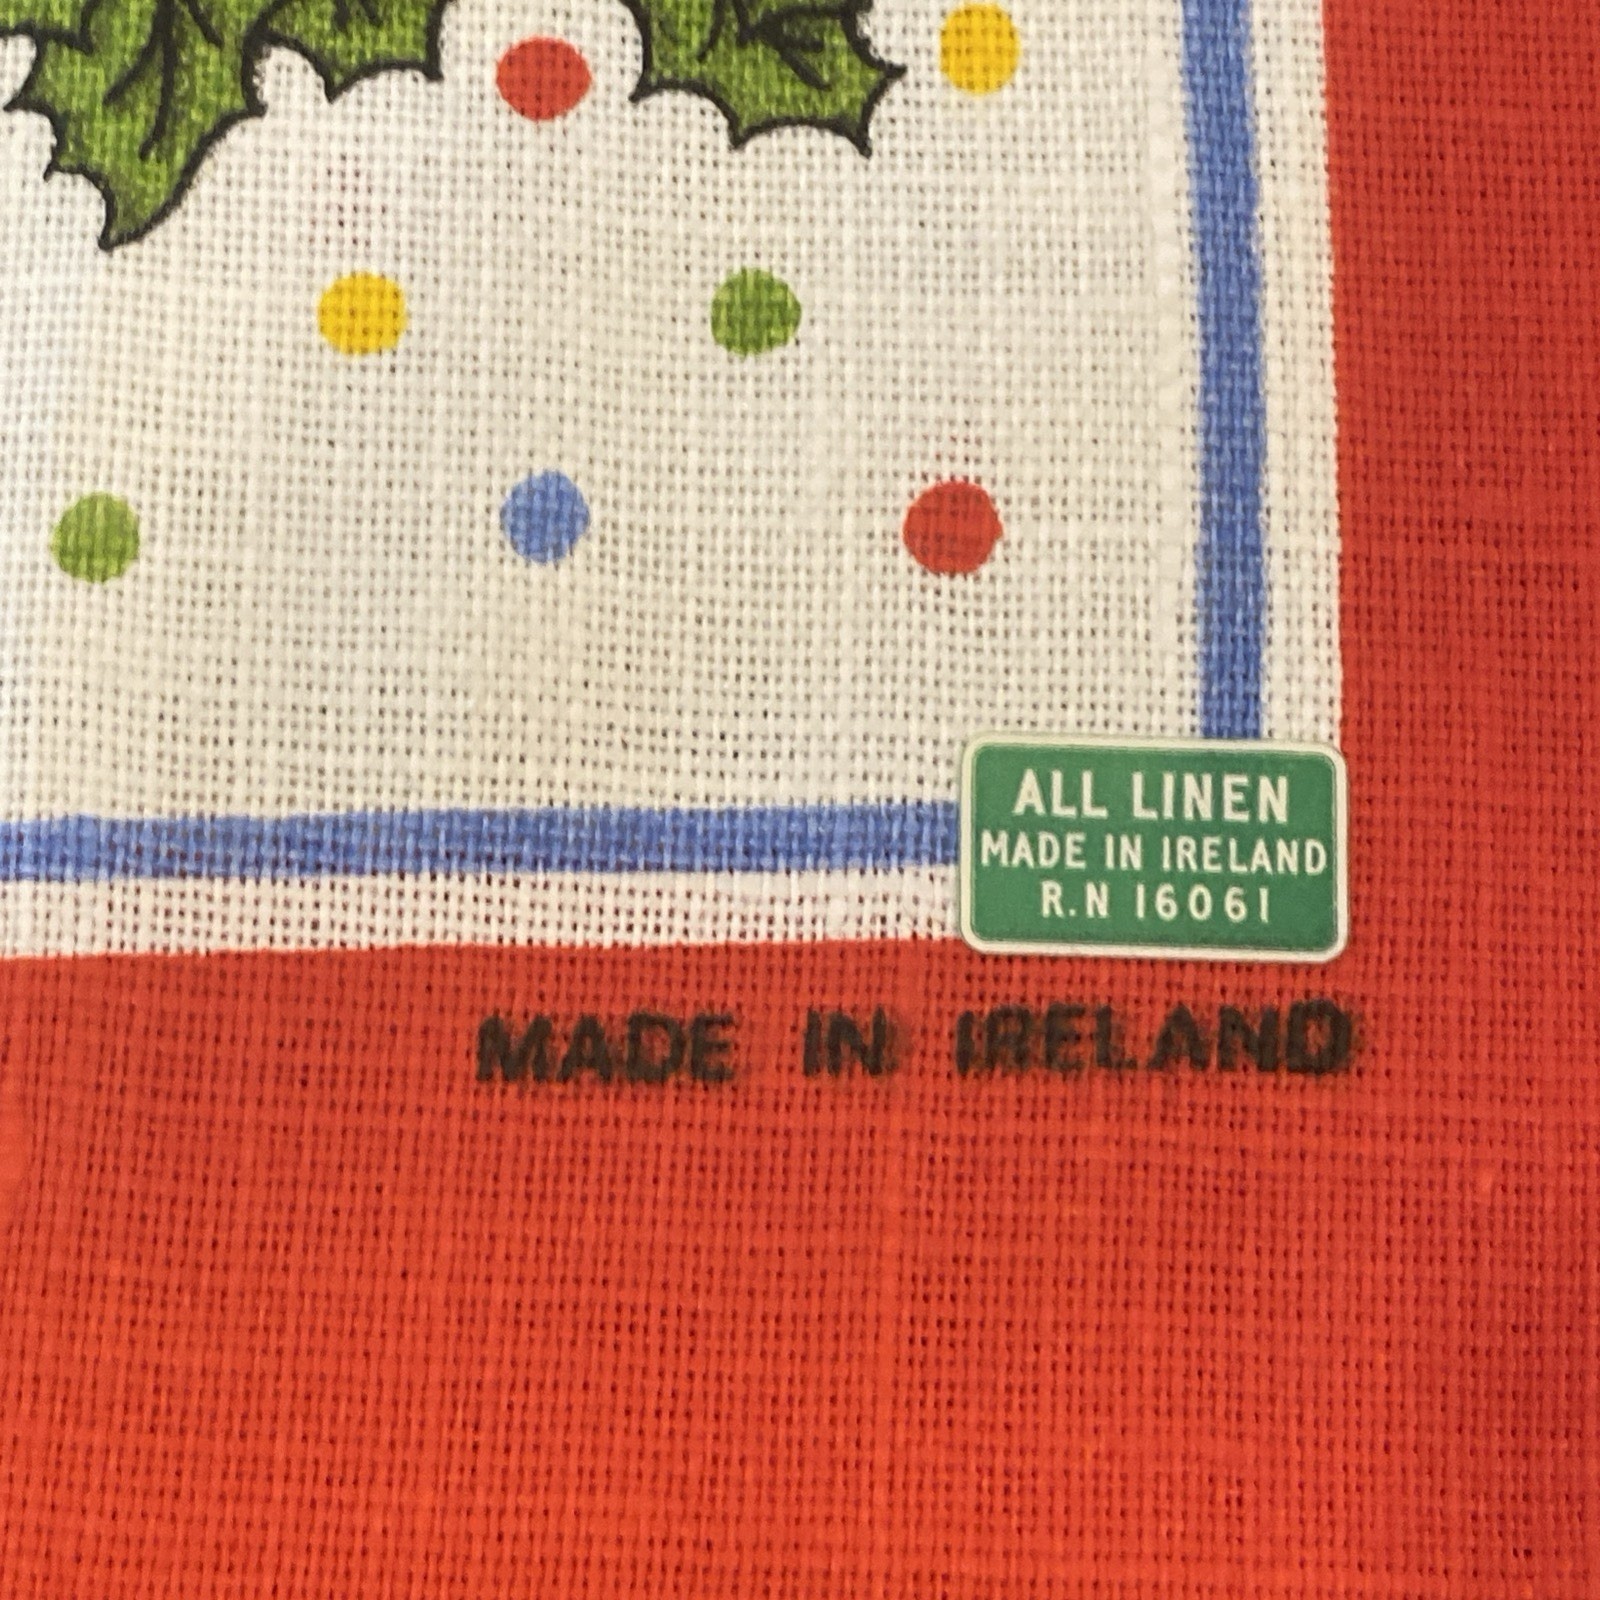 ALL LINEN
MADE IN IRELAND
R.N 16061
MADE IN IRELAND